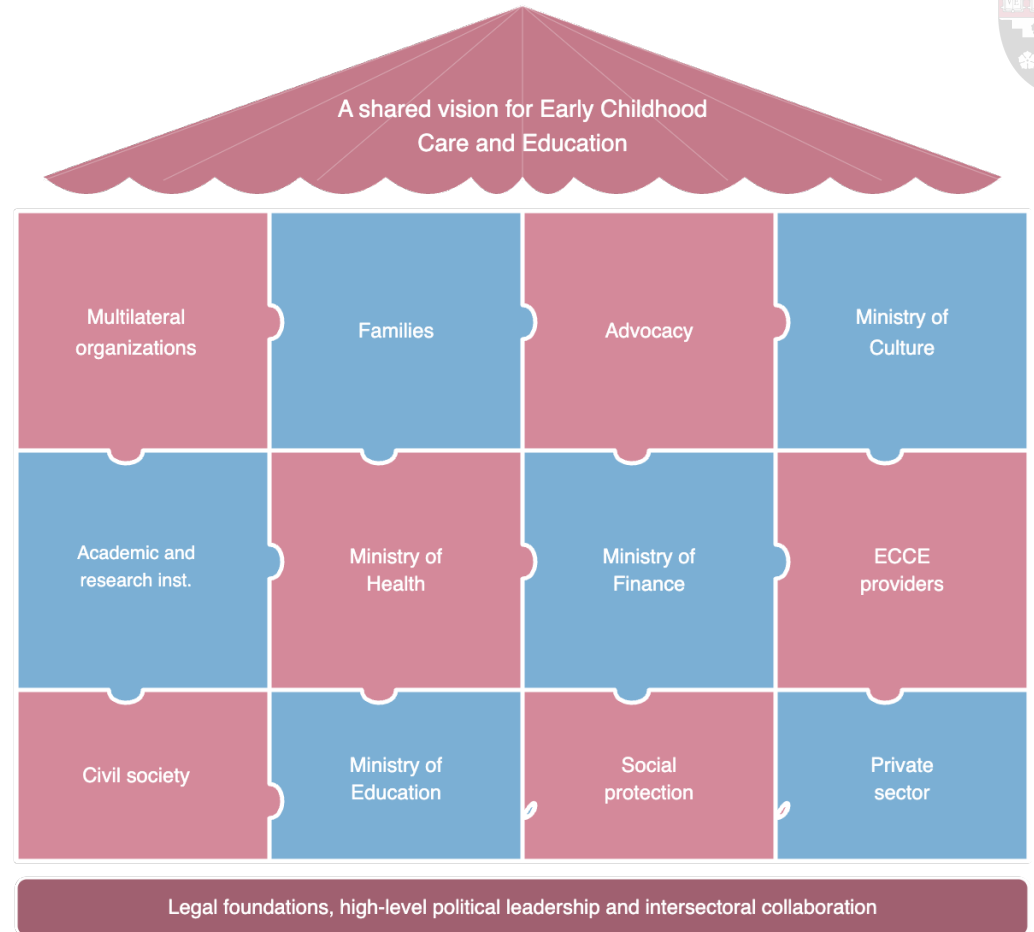 A shared vision for Early Childhood
Care and Education
Multilateral
organizations
Families
Advocacy
Ministry of
Culture
Academic and
research inst.
Ministry of
Health
Ministry of
Finance
ECCE
providers
Civil society
Ministry of
Education
Social
protection
Private
sector
Legal foundations, high-level political leadership and intersectoral collaboration